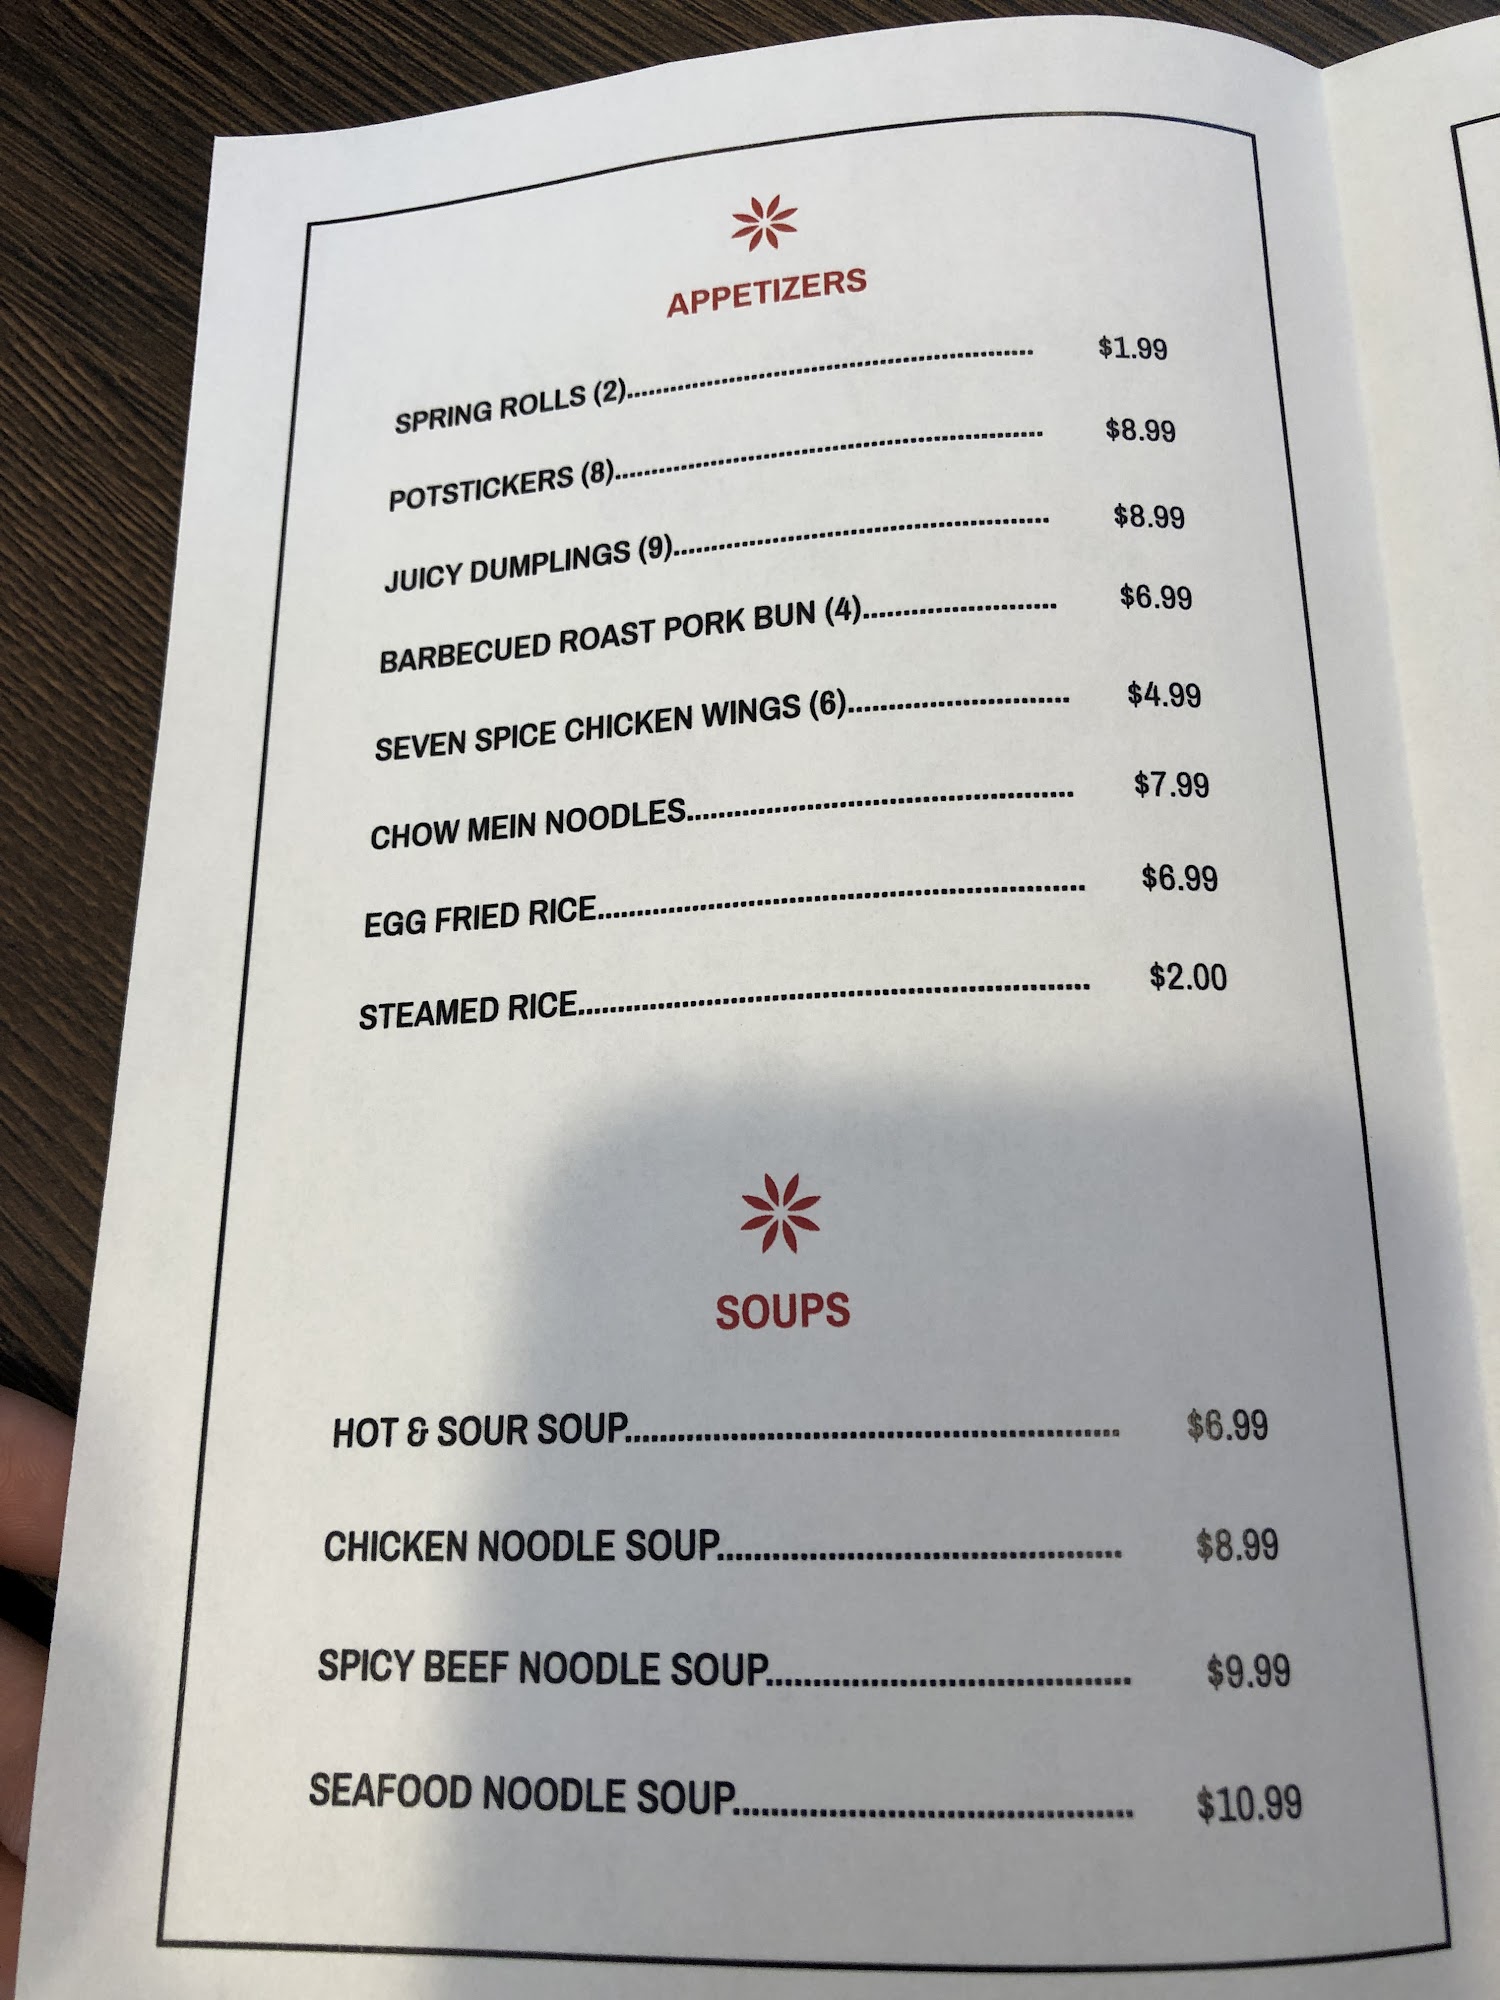 APPETIZERS
SPRING ROLLS (2)........................................................ $1.99
POTSTICKERS (8)........................................................ $8.99
JUICY DUMPLINGS (9)................................................ $8.99
BARBECUED ROAST PORK BUN (4)......................... $6.99
SEVEN SPICE CHICKEN WINGS (6)............................ $4.99
CHOW MEIN NOODLES................................................. $7.99
EGG FRIED RICE............................................................. $6.99
STEAMED RICE............................................................... $2.00
SOUPS
HOT & SOUR SOUP........................................................ $6.99
CHICKEN NOODLE SOUP.............................................. $8.99
SPICY BEEF NOODLE SOUP......................................... $9.99
SEAFOOD NOODLE SOUP............................................. $10.99